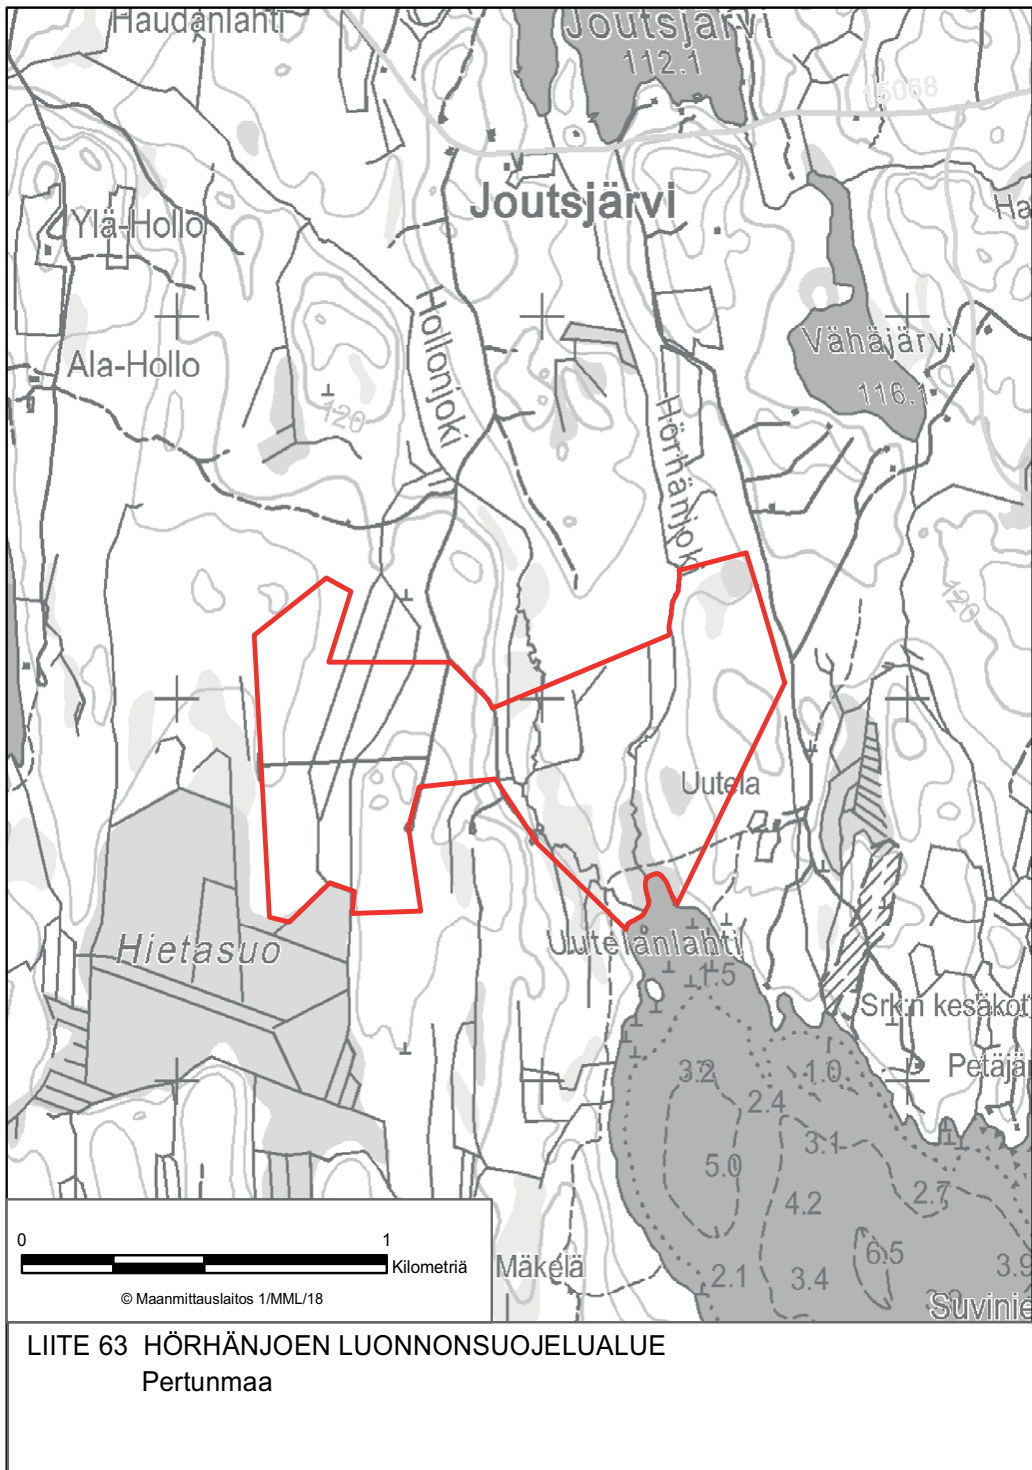 Haudanlahti
Joutsjärvi
112.1
15068
Joutsjärvi
Ylä-Hollo
Ha
Hollonjoki
Vähäjärvi
116.1
Ala-Hollo
120
Hörhänjoki
120
Uutela
Uutelanlahti
Hietasuo
1.5
Srk:n kesäkot
Petäjä
3.2
1.0
2.4
3.1
5.0
4.2
2.7
6.5
3.9
2.1
3.4
Mäkelä
Suvinie
0 1
Kilometriä
© Maanmittauslaitos 1/MML/18
LIITE 63 HÖRHÄNJOEN LUONNONSUOJELUALUE
Pertunmaa